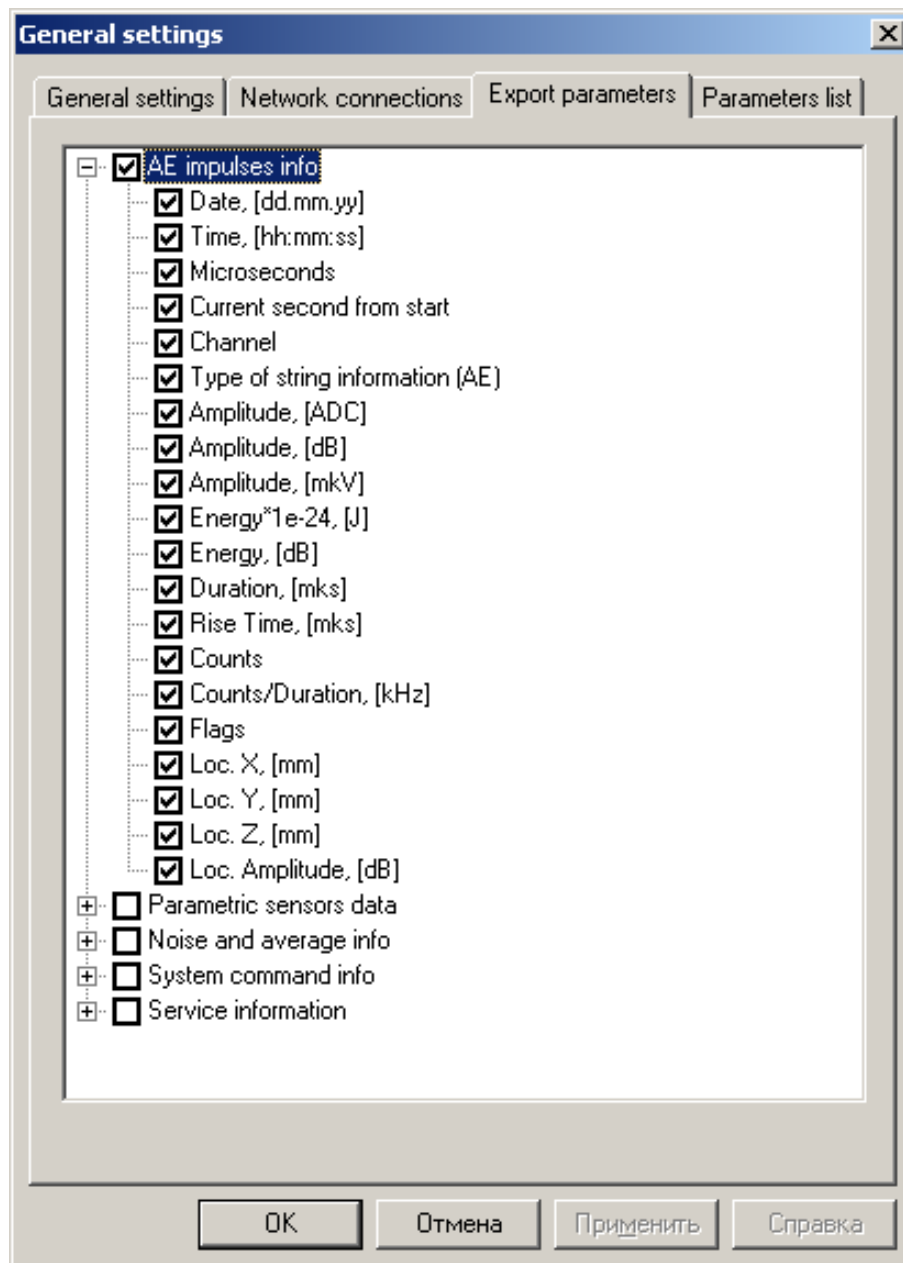 General settings
General settings Network connections Export parameters Parameters list
AE impulses info
Date, [dd.mm.yy]
Time, [hh:mm:ss]
Microseconds
Current second from start
Channel
Type of string information (AE)
Amplitude, [ADC]
Amplitude, [dB]
Amplitude, [mkV]
Energy*1e-24, [J]
Energy, [dB]
Duration, [mks]
Rise Time, [mks]
Counts
Counts/Duration, [kHz]
Flags
Loc. X, [mm]
Loc. Y, [mm]
Loc. Z, [mm]
Loc. Amplitude, [dB]
Parametric sensors data
Noise and average info
System command info
Service information
OK Отмена Применить Справка